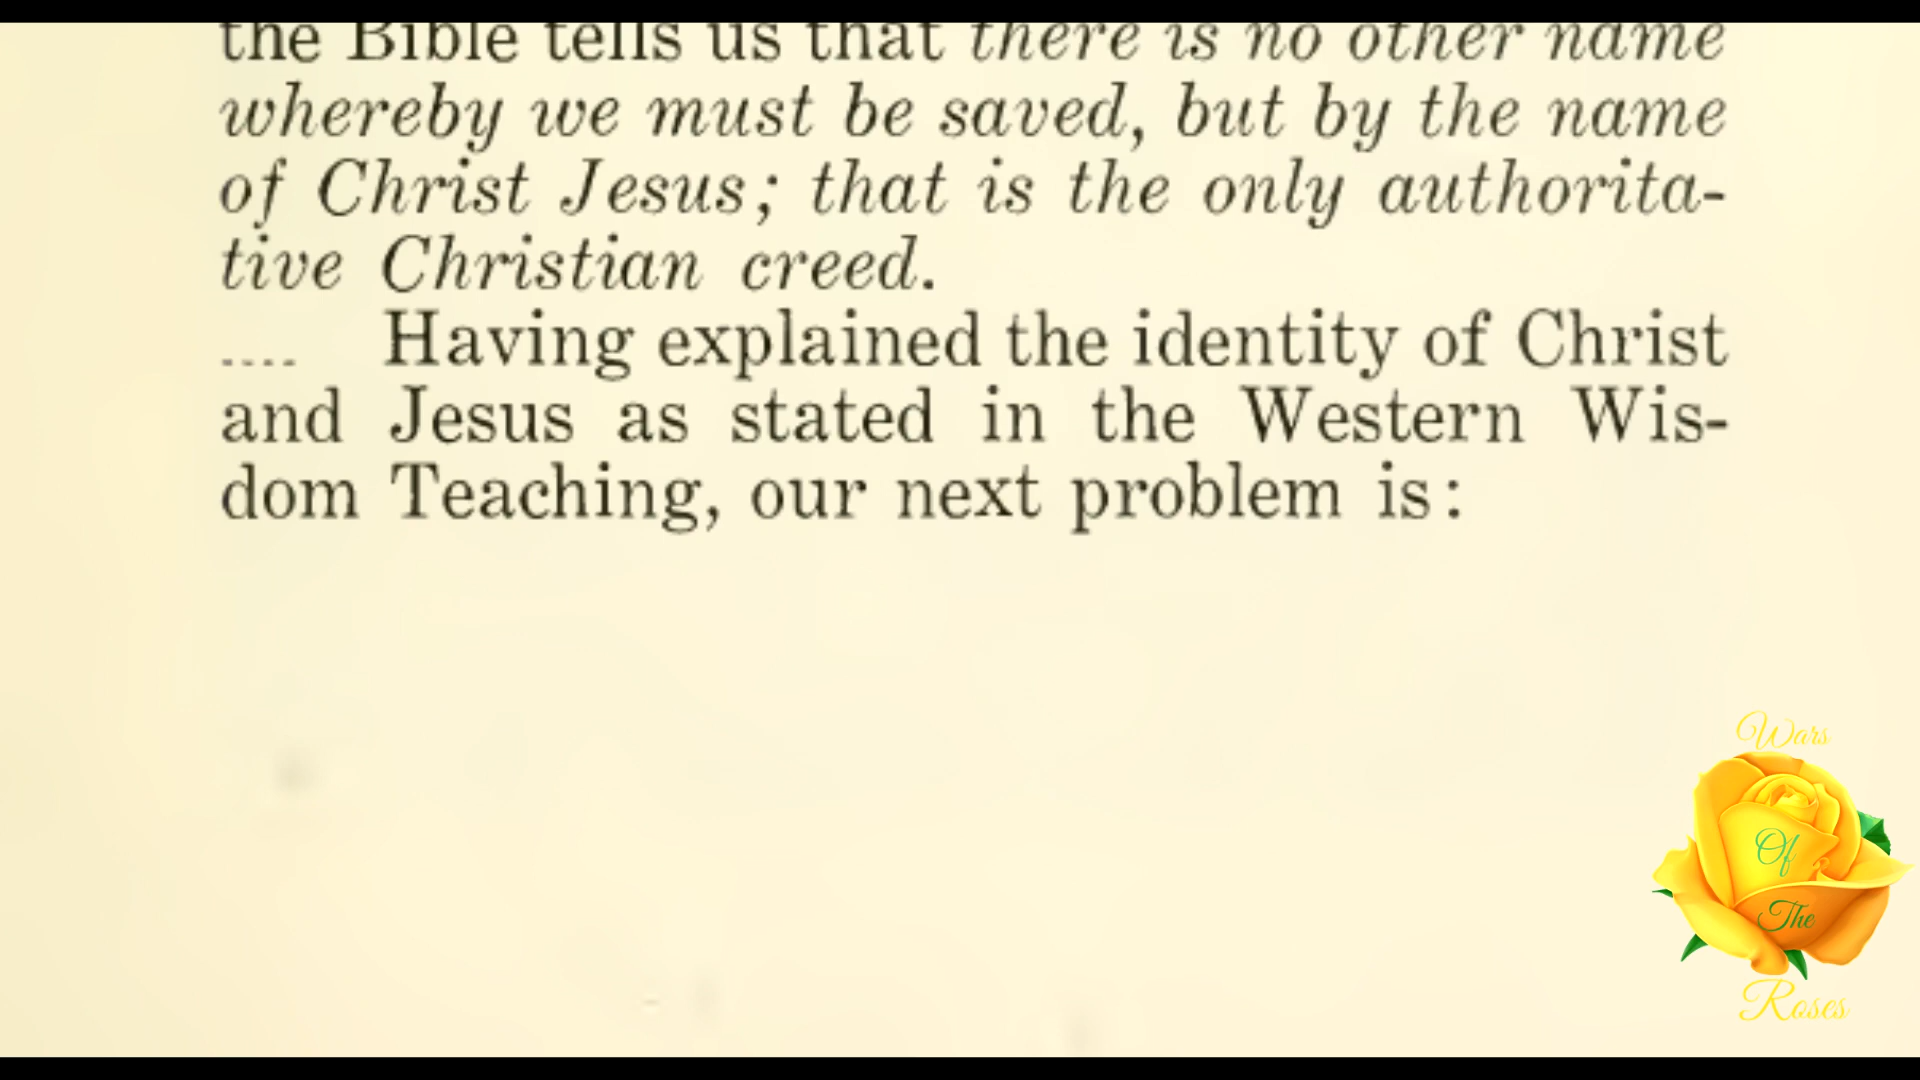 the Bible tells us that there is no other name
whereby we must be saved, but by the name
of Christ Jesus; that is the only authorita-
tive Christian creed.
.... Having explained the identity of Christ
and Jesus as stated in the Western Wis-
dom Teaching, our next problem is:
Wars
Of
The
Roses